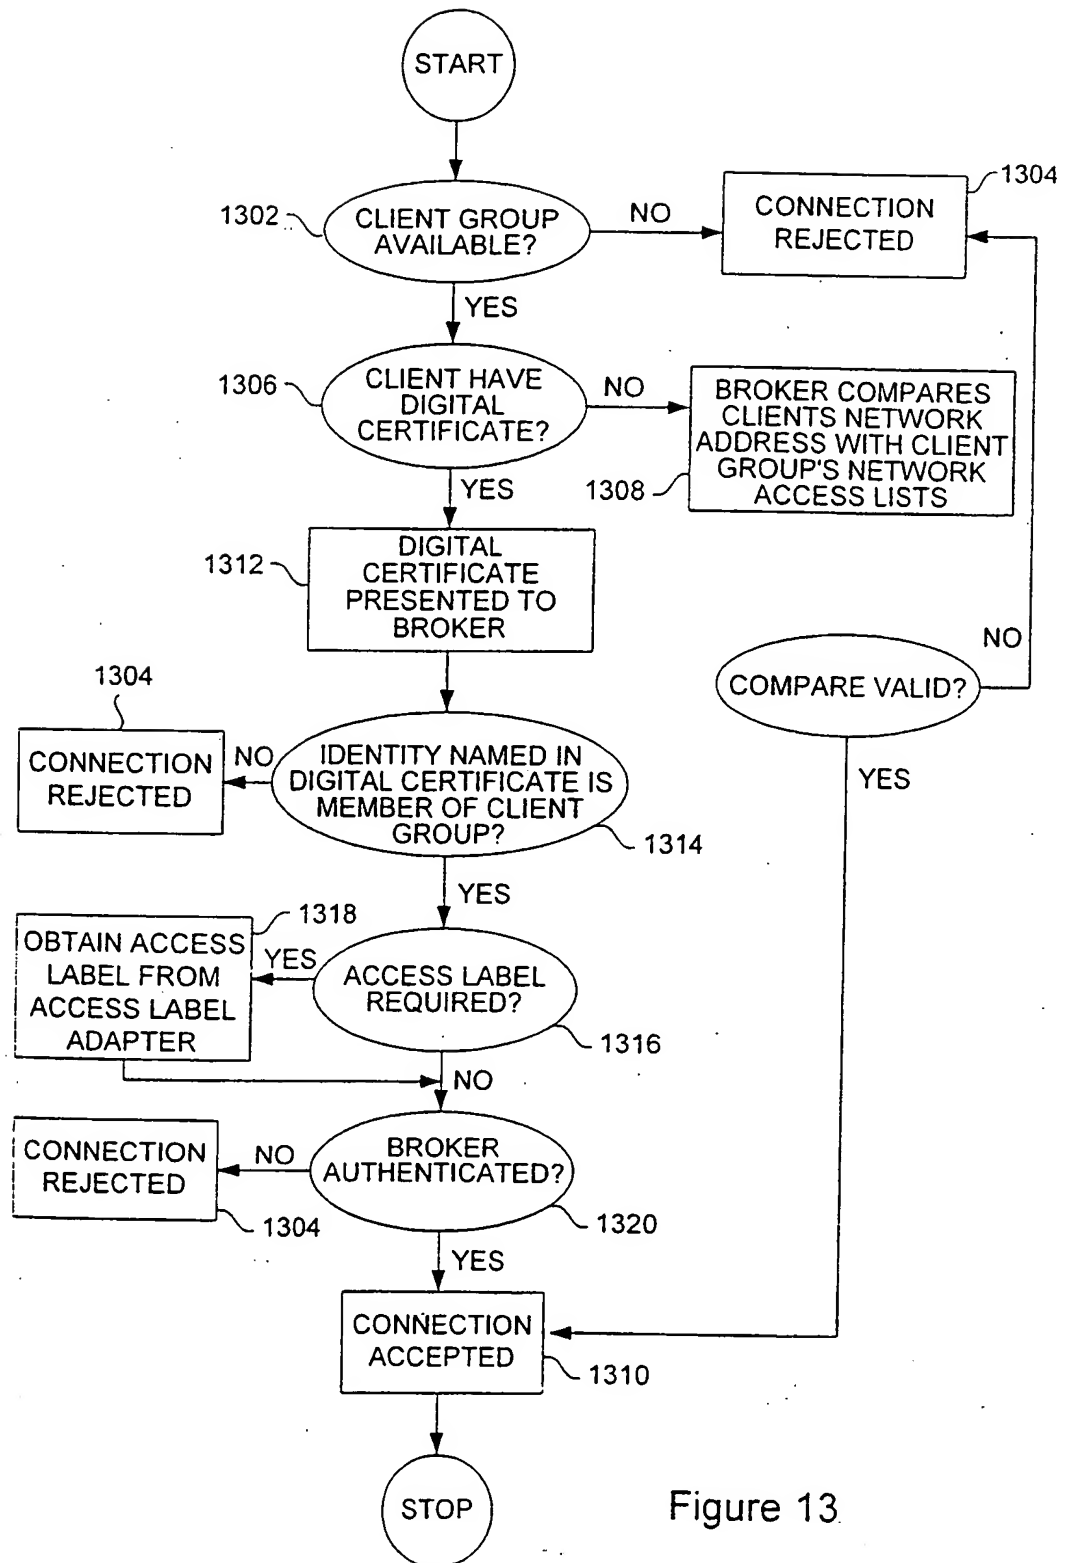 START
1302
CLIENT GROUP
AVAILABLE?
NO
1304
CONNECTION
REJECTED
YES
1306
CLIENT HAVE
DIGITAL
CERTIFICATE?
NO
BROKER COMPARES
CLIENTS NETWORK
ADDRESS WITH CLIENT
GROUP'S NETWORK
ACCESS LISTS
1308
YES
1312
DIGITAL
CERTIFICATE
PRESENTED TO
BROKER
COMPARE VALID?
NO
YES
1304
CONNECTION
REJECTED
NO
IDENTITY NAMED IN
DIGITAL CERTIFICATE IS
MEMBER OF CLIENT
GROUP?
1314
YES
1318
OBTAIN ACCESS
LABEL FROM
ACCESS LABEL
ADAPTER
YES
ACCESS LABEL
REQUIRED?
1316
NO
CONNECTION
REJECTED
1304
NO
BROKER
AUTHENTICATED?
1320
YES
CONNECTION
ACCEPTED
1310
STOP
Figure 13